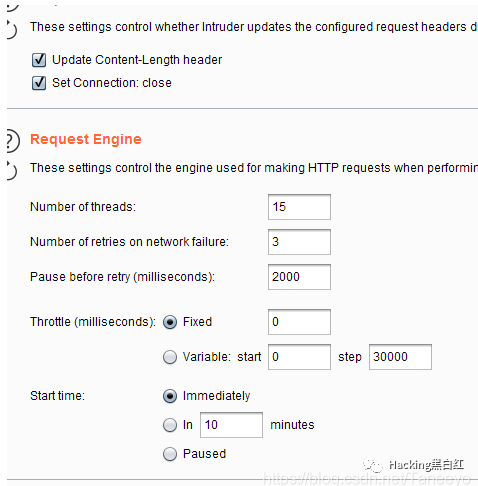 These settings control whether Intruder updates the configured request headers d
Update Content-Length header
Set Connection: close
Request Engine
These settings control the engine used for making HTTP requests when performin
Number of threads: 15
Number of retries on network failure: 3
Pause before retry (milliseconds): 2000
Throttle (milliseconds): Fixed 0
Variable: start 0 step 30000
Start time: Immediately
In 10 minutes
Paused
Hacking黑白红
https://blog.csdn.net/Taneeyo